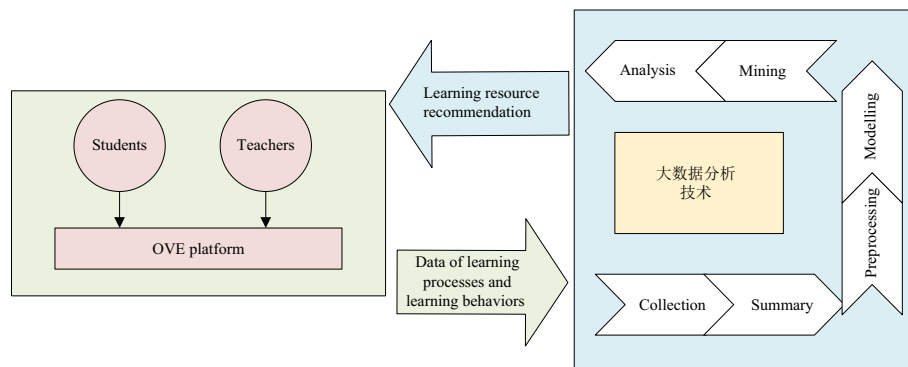 Students
Teachers
OVE platform
Learning resource
recommendation
Data of learning
processes and
learning behaviors
Analysis
Mining
Modelling
Preprocessing
大数据分析
技术
Collection
Summary